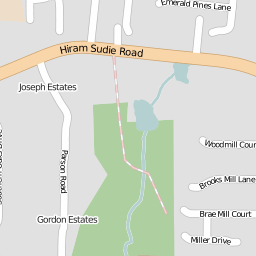 Emerald Pines Lane
Hiram Sudie Road
Joseph Estates
Woodmill Cour
Parson Road
Brooks Mill Lane
Gordon Estates
Brae Mill Court
Miller Drive